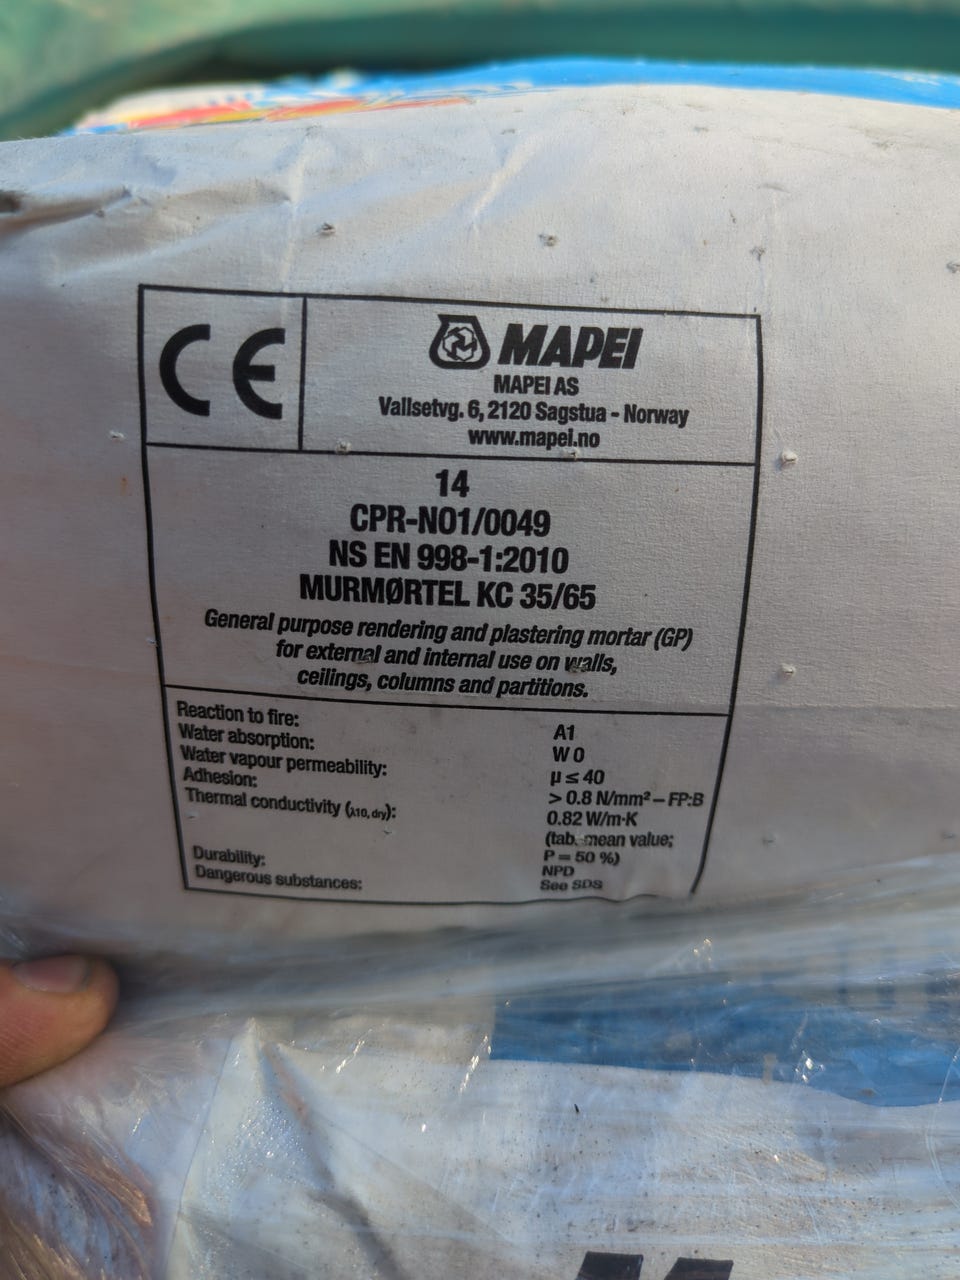 CE
MAPEI
MAPEI AS
Vallsetvg. 6, 2120 Sagstua - Norway
www.mapei.no
14
CPR-NO1/0049
NS EN 998-1:2010
MURMØRTEL KC 35/65
General purpose rendering and plastering mortar (GP)
for external and internal use on walls,
ceilings, columns and partitions.
Reaction to fire: A1
Water absorption: W 0
Water vapour permeability: μ ≤ 40
Adhesion: > 0.8 N/mm² – FP:B
Thermal conductivity (λ10, dry): 0.82 W/m·K
(tab. mean value;
P = 50 %)
Durability: NPD
Dangerous substances: See SDS